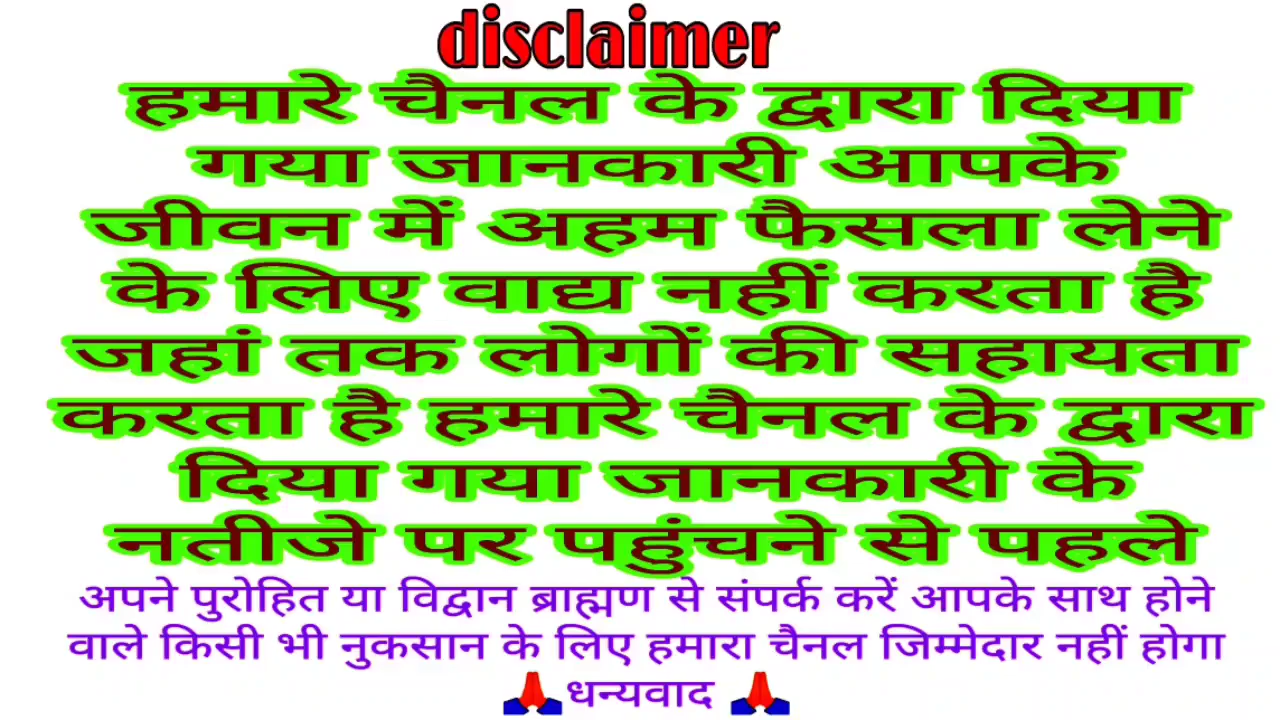 disclaimer
हमारे चैनल के द्वारा दिया
गया जानकारी आपके
जीवन में अहम फैसला लेने
के लिए वाद्य नहीं करता है
जहां तक लोगों की सहायता
करता है हमारे चैनल के द्वारा
दिया गया जानकारी के
नतीजे पर पहुंचने से पहले
अपने पुरोहित या विद्वान ब्राह्मण से संपर्क करें आपके साथ होने
वाले किसी भी नुकसान के लिए हमारा चैनल जिम्मेदार नहीं होगा
🙏धन्यवाद 🙏